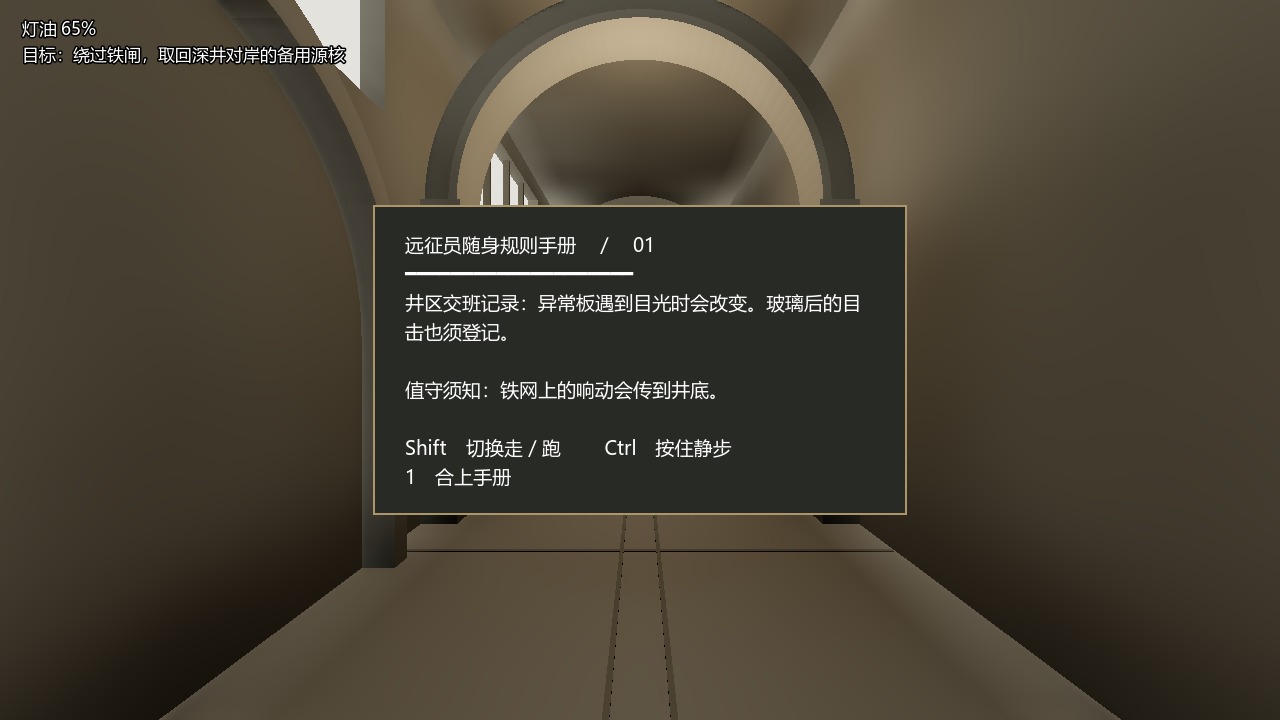 灯油 65%
目标：绕过铁闸，取回深井对岸的备用源核
远征员随身规则手册 / 01
井区交班记录：异常板遇到目光时会改变。玻璃后的目
击也须登记。
值守须知：铁网上的响动会传到井底。
Shift 切换走 / 跑 Ctrl 按住静步
1 合上手册